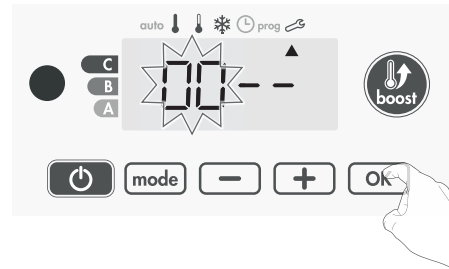 auto prog
C
B
A
00--
boost
mode - + OK